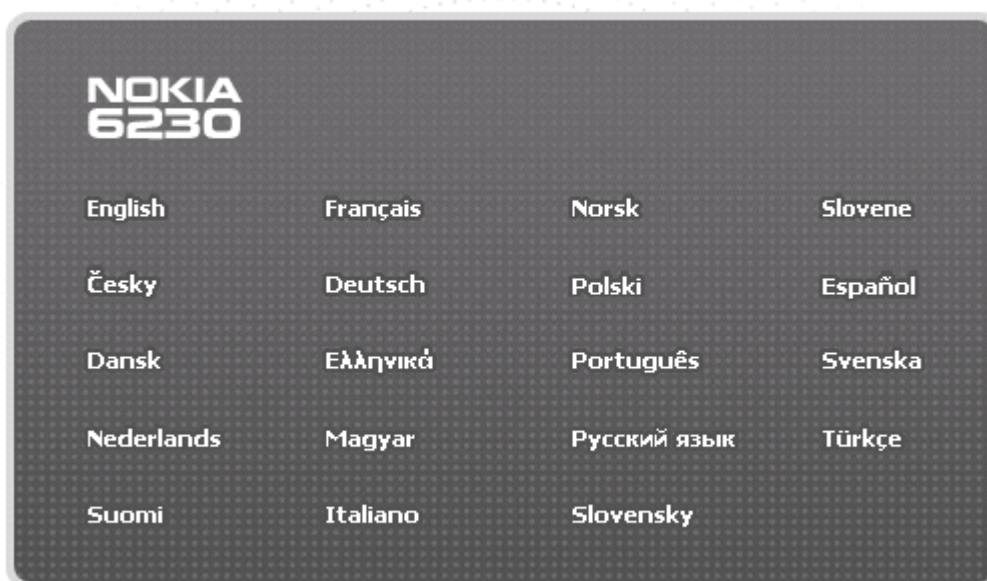 NOKIA
6230
English Français Norsk Slovene
Česky Deutsch Polski Español
Dansk Ελληνικά Português Svenska
Nederlands Magyar Русский язык Türkçe
Suomi Italiano Slovensky